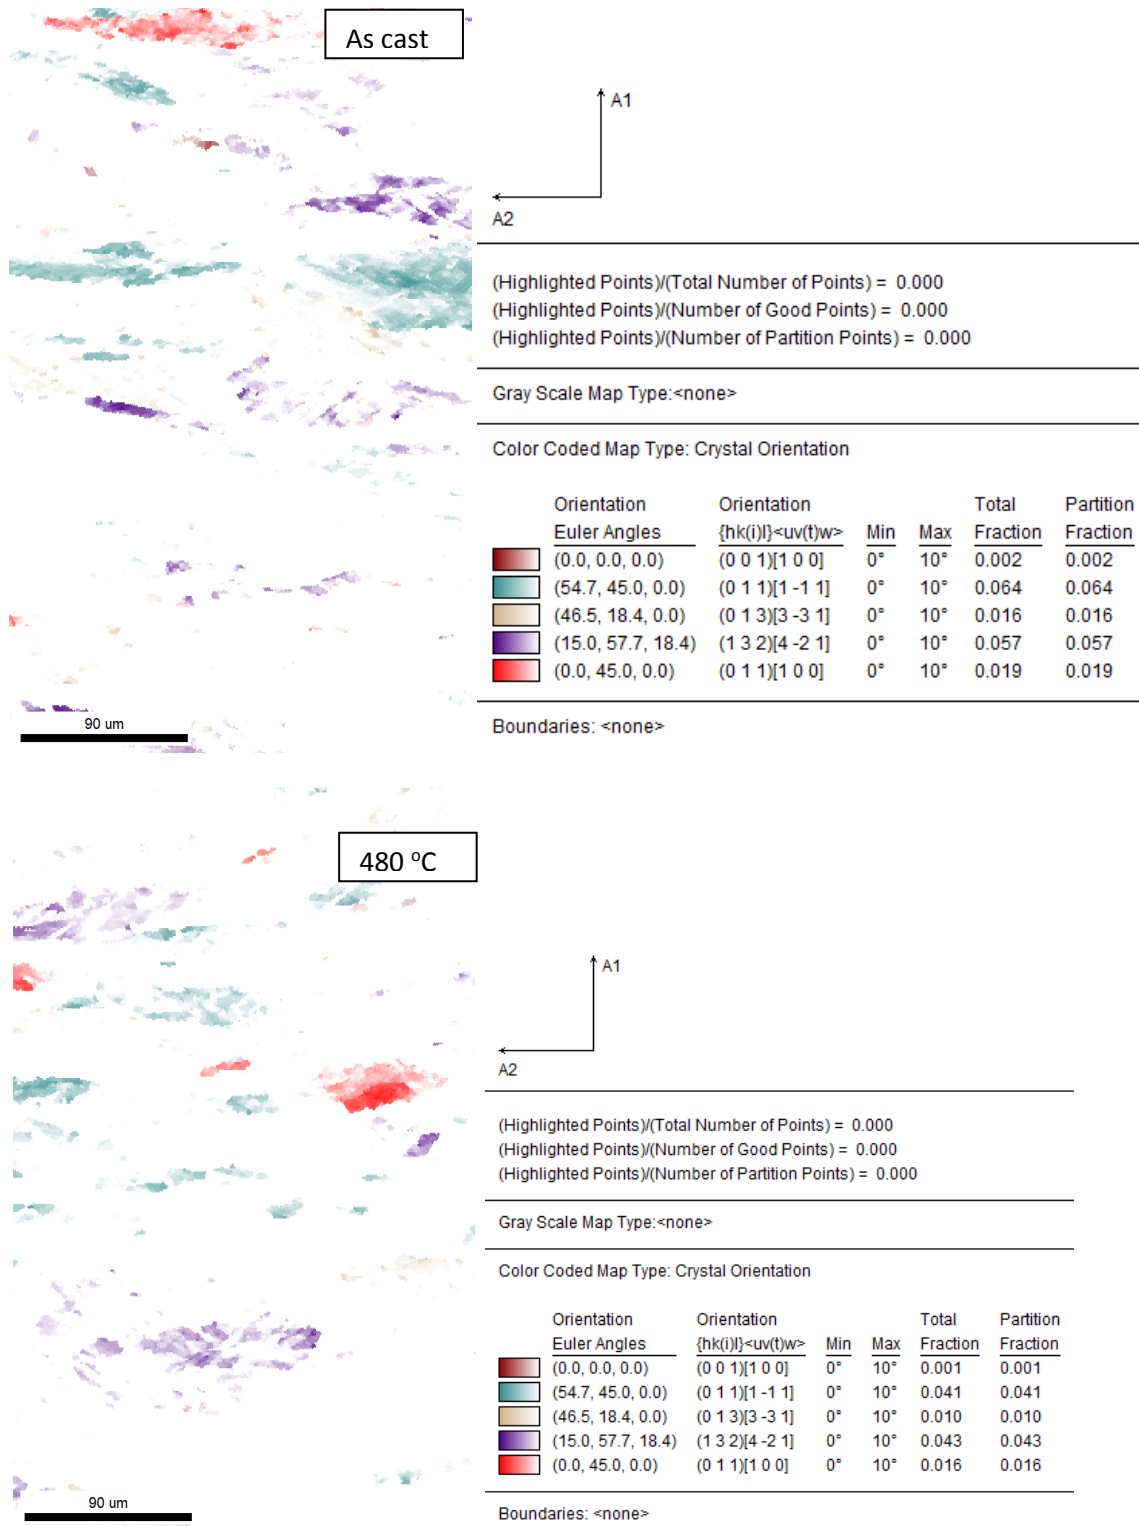 As cast
A1
A2
(Highlighted Points)/(Total Number of Points) = 0.000
(Highlighted Points)/(Number of Good Points) = 0.000
(Highlighted Points)/(Number of Partition Points) = 0.000
Gray Scale Map Type:<none>
Color Coded Map Type: Crystal Orientation
Orientation Orientation Total Partition
Euler Angles {hk(i)l}<uv(t)w> Min Max Fraction Fraction
(0.0, 0.0, 0.0) (0 0 1)[1 0 0] 0° 10° 0.002 0.002
(54.7, 45.0, 0.0) (0 1 1)[1 -1 1] 0° 10° 0.064 0.064
(46.5, 18.4, 0.0) (0 1 3)[3 -3 1] 0° 10° 0.016 0.016
(15.0, 57.7, 18.4) (1 3 2)[4 -2 1] 0° 10° 0.057 0.057
(0.0, 45.0, 0.0) (0 1 1)[1 0 0] 0° 10° 0.019 0.019
Boundaries: <none>
90 um
480 °C
A1
A2
(Highlighted Points)/(Total Number of Points) = 0.000
(Highlighted Points)/(Number of Good Points) = 0.000
(Highlighted Points)/(Number of Partition Points) = 0.000
Gray Scale Map Type:<none>
Color Coded Map Type: Crystal Orientation
Orientation Orientation Total Partition
Euler Angles {hk(i)l}<uv(t)w> Min Max Fraction Fraction
(0.0, 0.0, 0.0) (0 0 1)[1 0 0] 0° 10° 0.001 0.001
(54.7, 45.0, 0.0) (0 1 1)[1 -1 1] 0° 10° 0.041 0.041
(46.5, 18.4, 0.0) (0 1 3)[3 -3 1] 0° 10° 0.010 0.010
(15.0, 57.7, 18.4) (1 3 2)[4 -2 1] 0° 10° 0.043 0.043
(0.0, 45.0, 0.0) (0 1 1)[1 0 0] 0° 10° 0.016 0.016
Boundaries: <none>
90 um